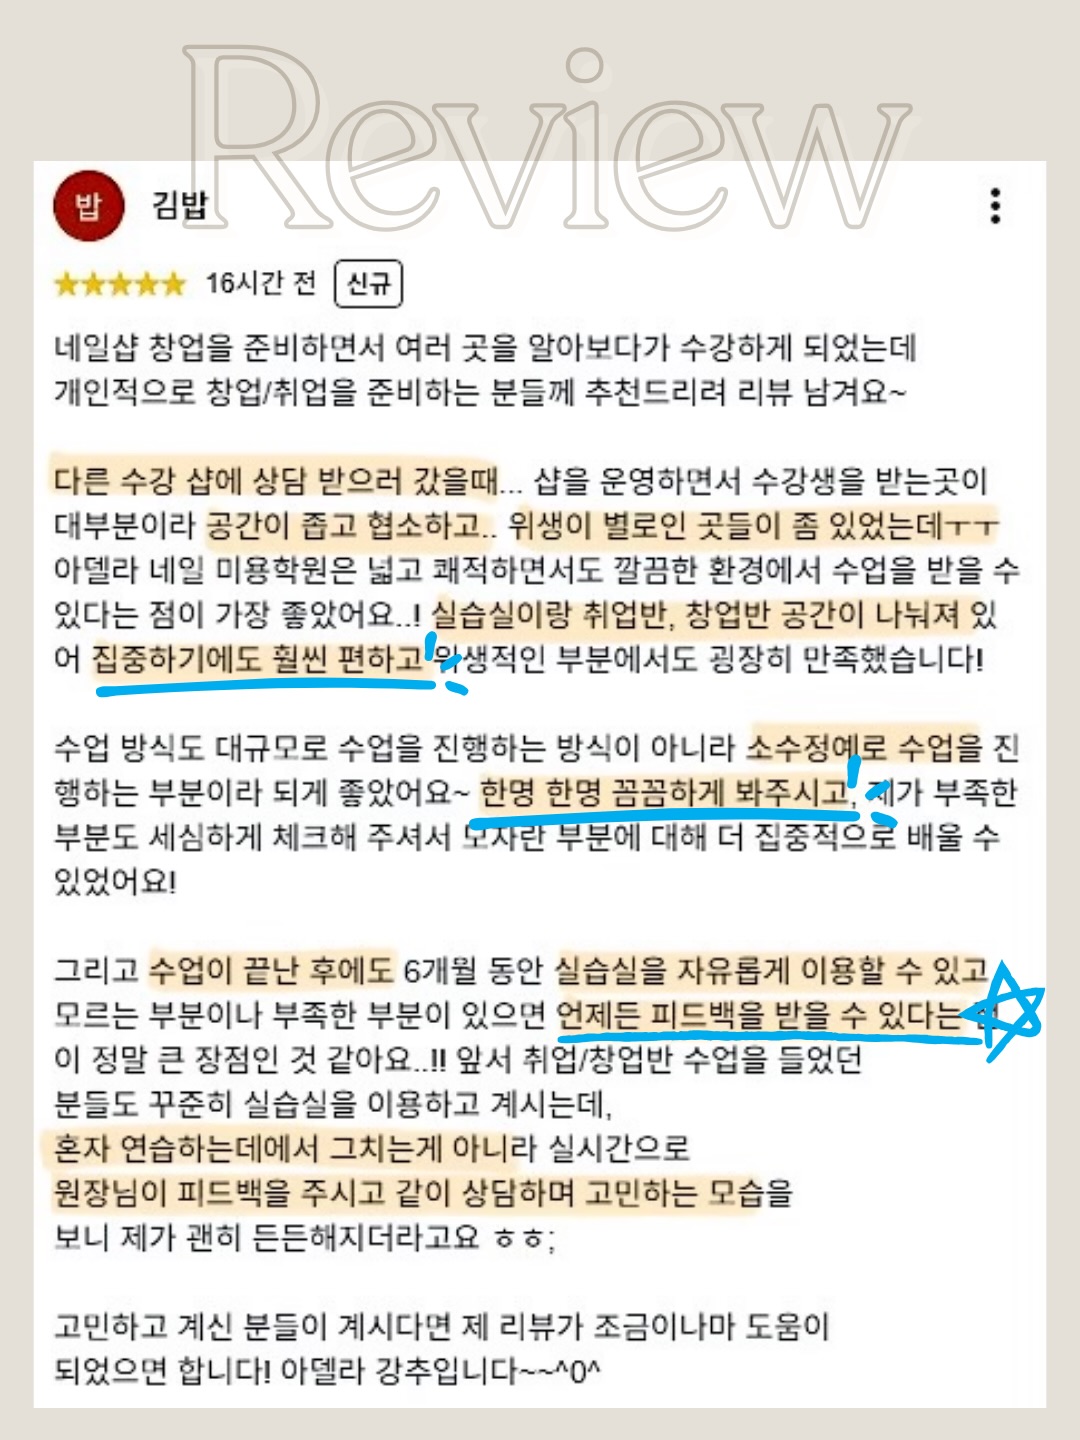 Review
밥 김밥
16시간 전 신규
네일샵 창업을 준비하면서 여러 곳을 알아보다가 수강하게 되었는데
개인적으로 창업/취업을 준비하는 분들께 추천드리려 리뷰 남겨요~
다른 수강 샵에 상담 받으러 갔을때... 샵을 운영하면서 수강생을 받는곳이
대부분이라 공간이 좁고 협소하고.. 위생이 별로인 곳들이 좀 있었는데ㅜㅜ
아델라 네일 미용학원은 넓고 쾌적하면서도 깔끔한 환경에서 수업을 받을 수
있다는 점이 가장 좋았어요..! 실습실이랑 취업반, 창업반 공간이 나눠져 있
어 집중하기에도 훨씬 편하고 위생적인 부분에서도 굉장히 만족했습니다!
수업 방식도 대규모로 수업을 진행하는 방식이 아니라 소수정예로 수업을 진
행하는 부분이라 되게 좋았어요~ 한명 한명 꼼꼼하게 봐주시고, 제가 부족한
부분도 세심하게 체크해 주셔서 모자란 부분에 대해 더 집중적으로 배울 수
있었어요!
그리고 수업이 끝난 후에도 6개월 동안 실습실을 자유롭게 이용할 수 있고
모르는 부분이나 부족한 부분이 있으면 언제든 피드백을 받을 수 있다는
이 정말 큰 장점인 것 같아요..!! 앞서 취업/창업반 수업을 들었던
분들도 꾸준히 실습실을 이용하고 계시는데,
혼자 연습하는데에서 그치는게 아니라 실시간으로
원장님이 피드백을 주시고 같이 상담하며 고민하는 모습을
보니 제가 괜히 든든해지더라고요 ㅎㅎ;
고민하고 계신 분들이 계시다면 제 리뷰가 조금이나마 도움이
되었으면 합니다! 아델라 강추입니다~~^0^